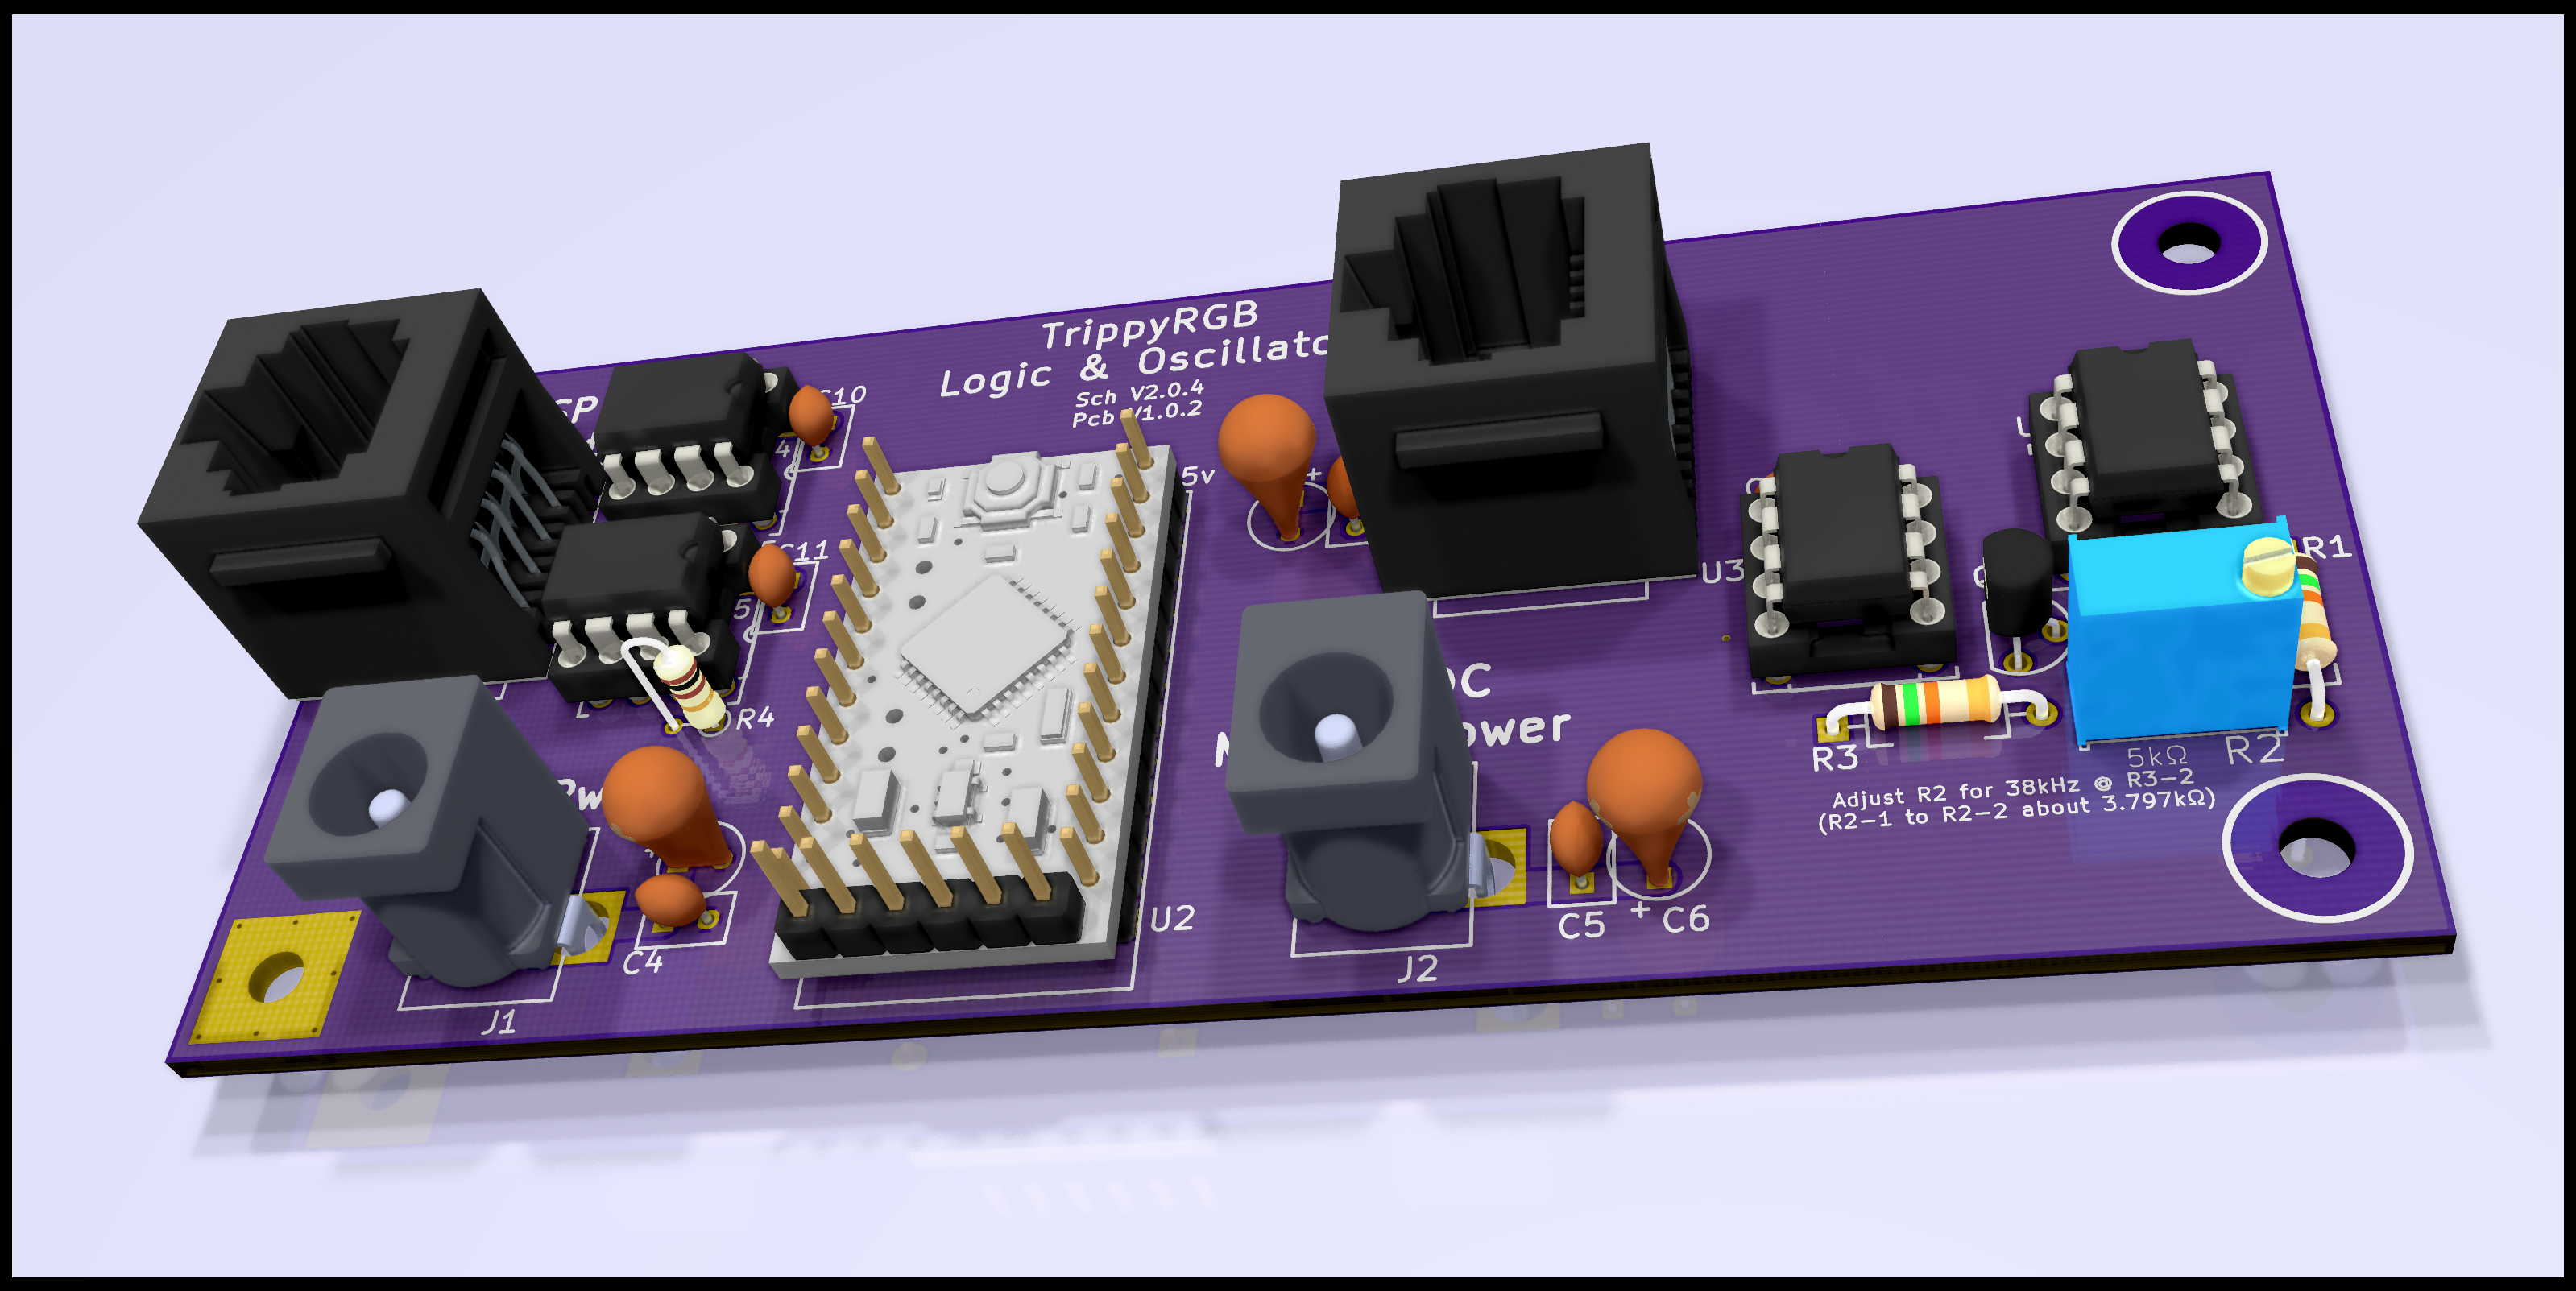 TrippyRGB
Logic & Oscillato
Sch V2.0.4
Pcb V1.0.2
C10
C11
5v
+
U3
R1
R4
R3
5kΩ
R2
Adjust R2 for 38kHz @ R3-2
(R2-1 to R2-2 about 3.797kΩ)
U2
C4
C5
+ C6
J1
J2